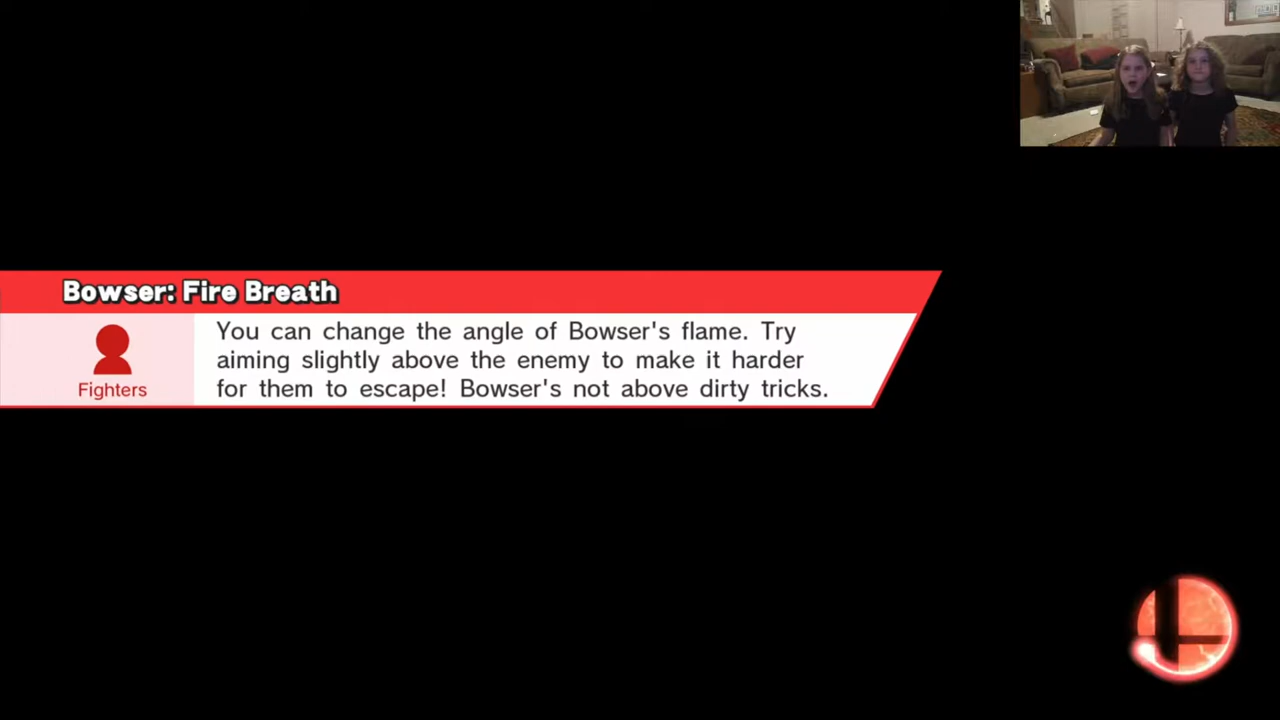 Bowser: Fire Breath
You can change the angle of Bowser's flame. Try
aiming slightly above the enemy to make it harder
for them to escape! Bowser's not above dirty tricks.
Fighters